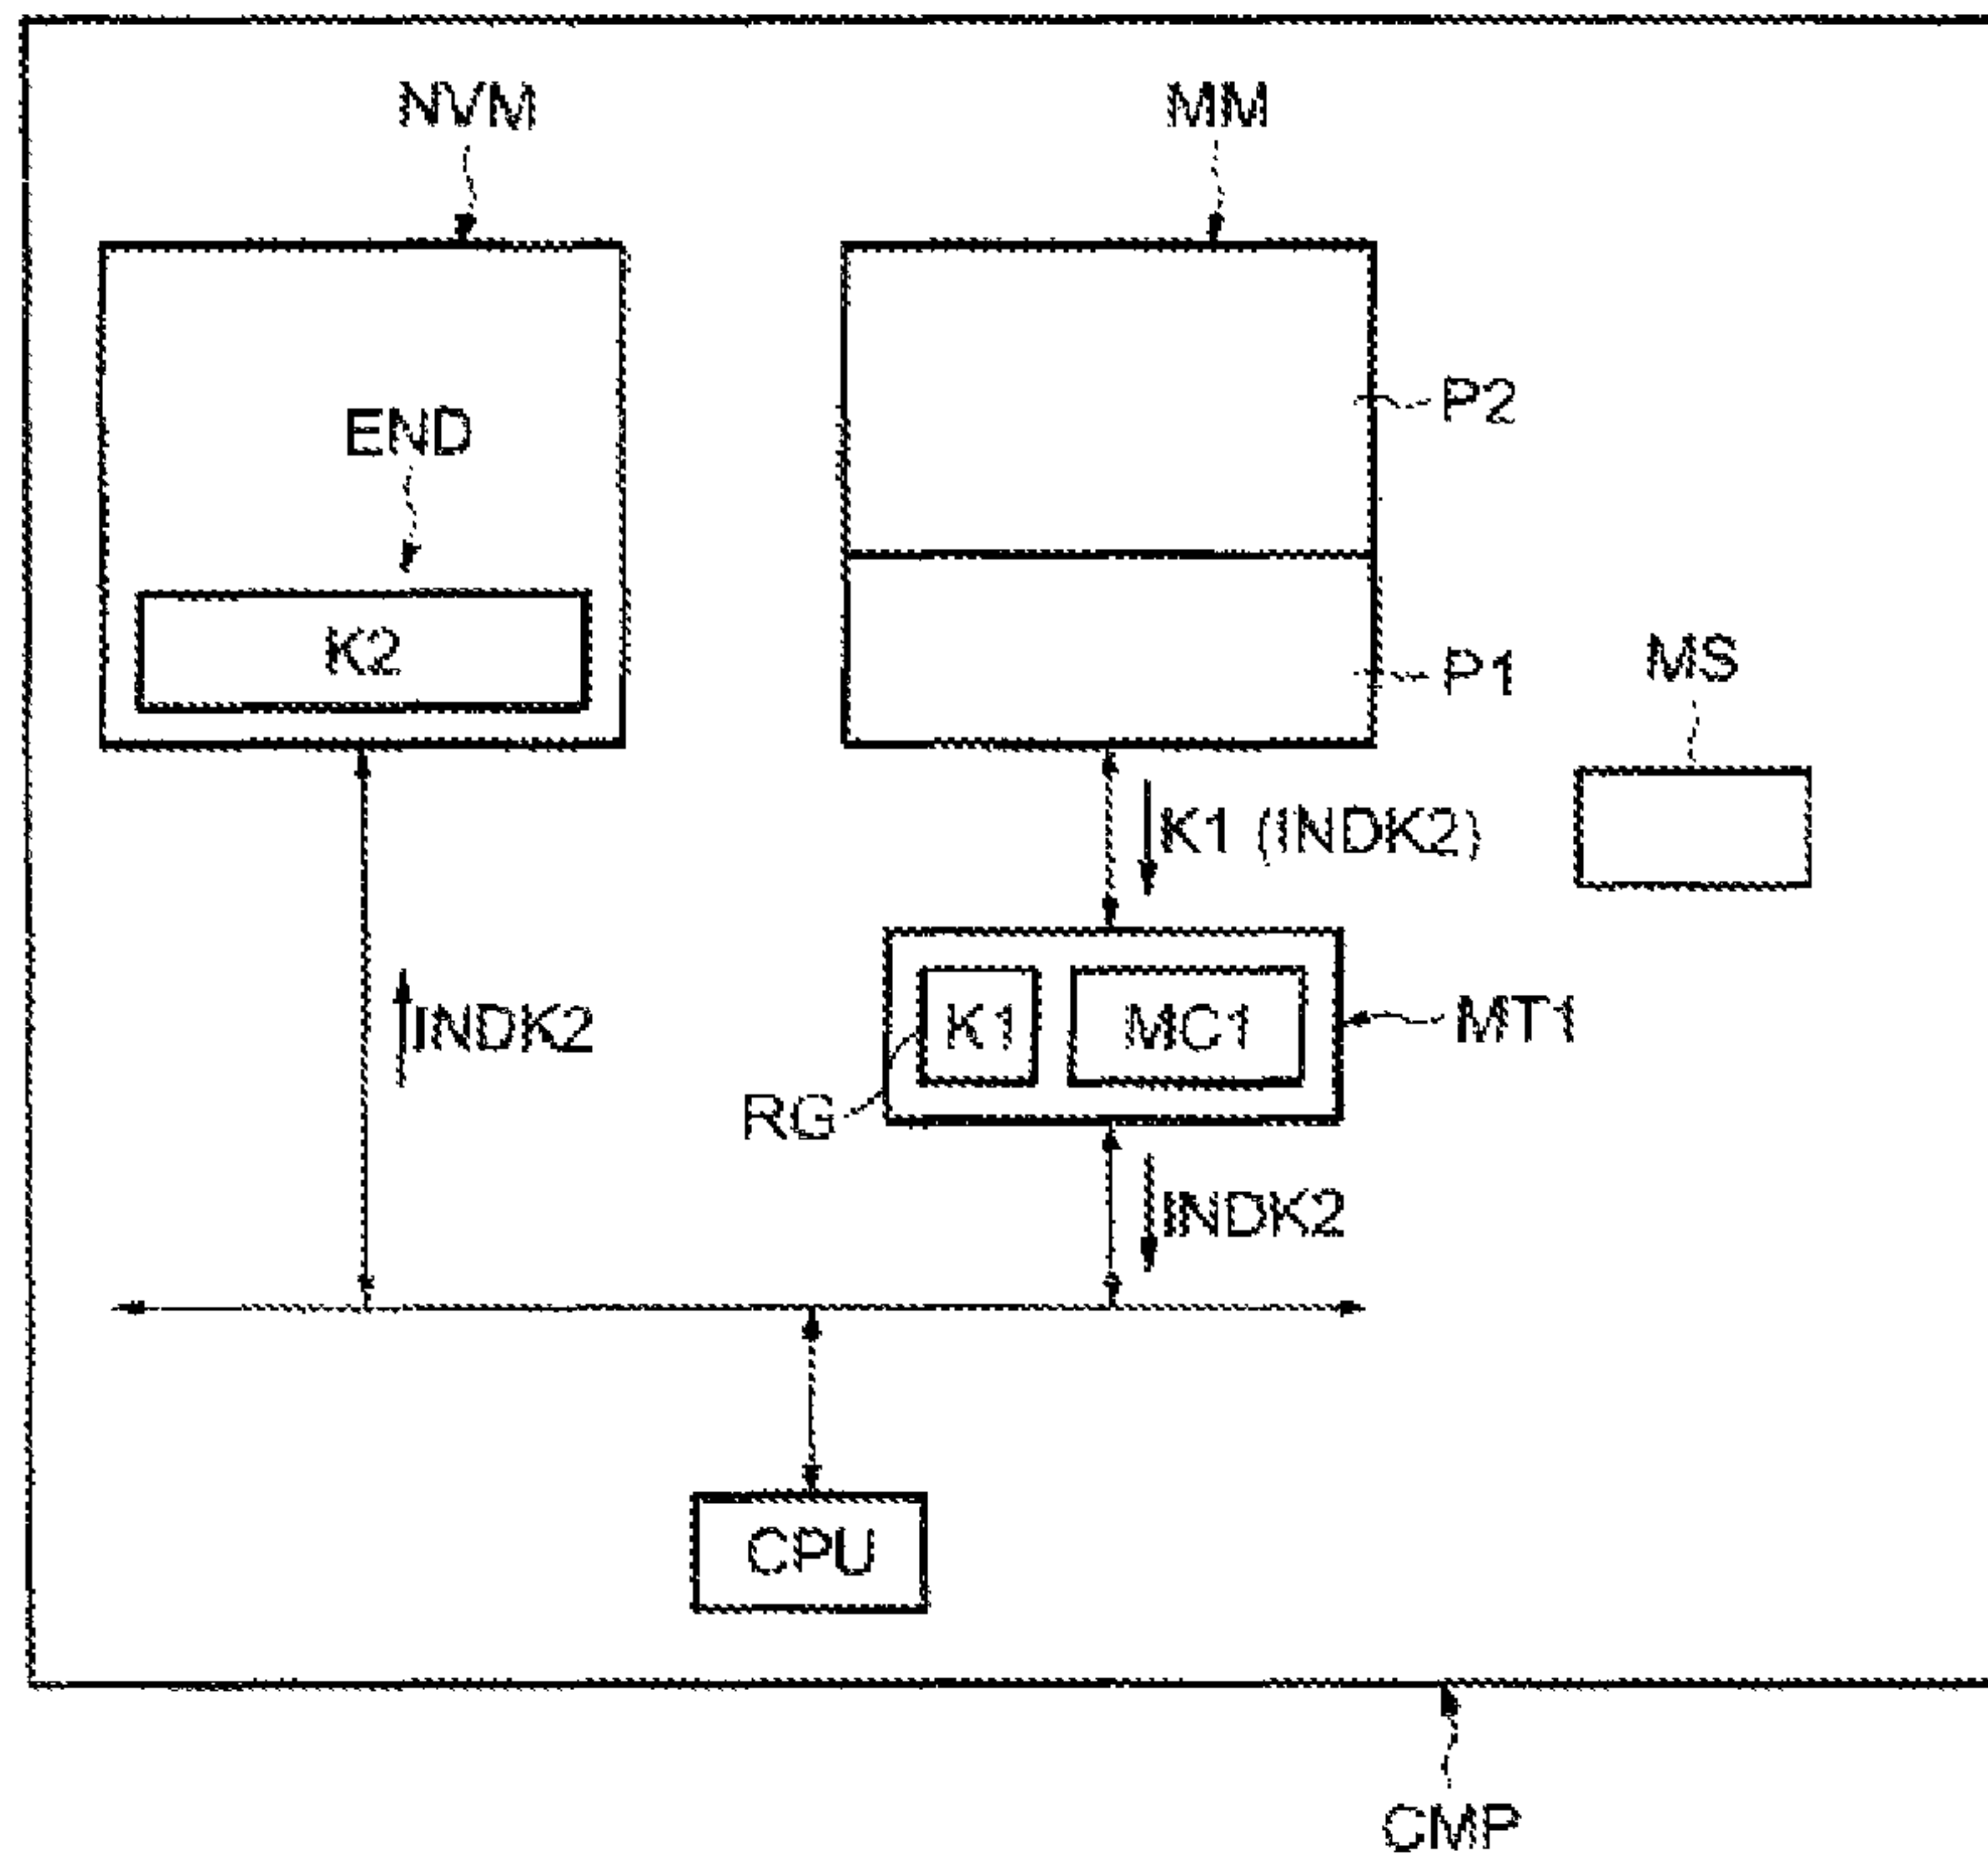 NVM
MM
END
P2
K2
P1
MS
K1 (INDK2)
INDK2
K1
MC1
MT1
RG
INDK2
CPU
CMP